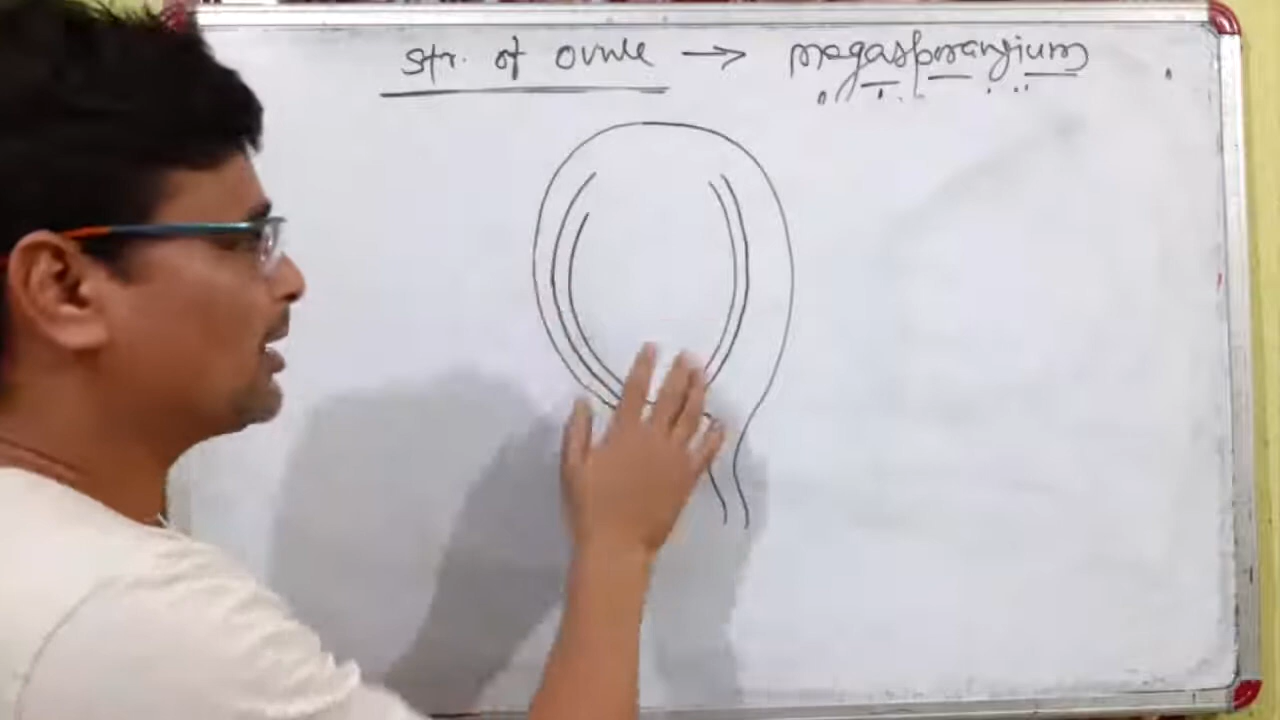 Str. of ovule → megasporangium